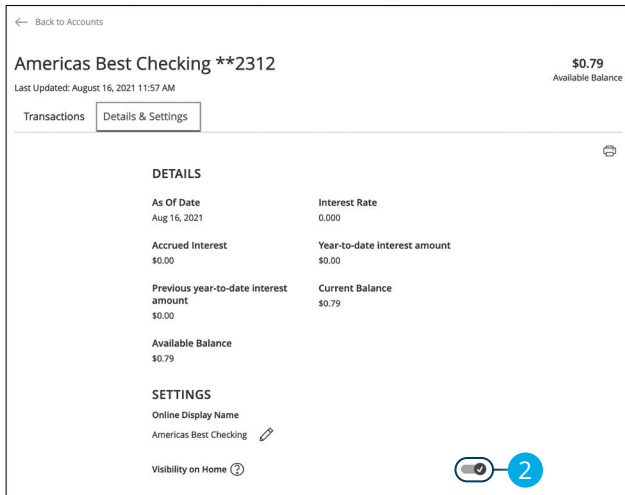 Back to Accounts
Americas Best Checking **2312
$0.79
Available Balance
Last Updated: August 16, 2021 11:57 AM
Transactions
Details & Settings
DETAILS
As Of Date
Aug 16, 2021
Interest Rate
0.000
Accrued Interest
$0.00
Year-to-date interest amount
$0.00
Previous year-to-date interest
amount
$0.00
Current Balance
$0.79
Available Balance
$0.79
SETTINGS
Online Display Name
Americas Best Checking
Visibility on Home ?
2